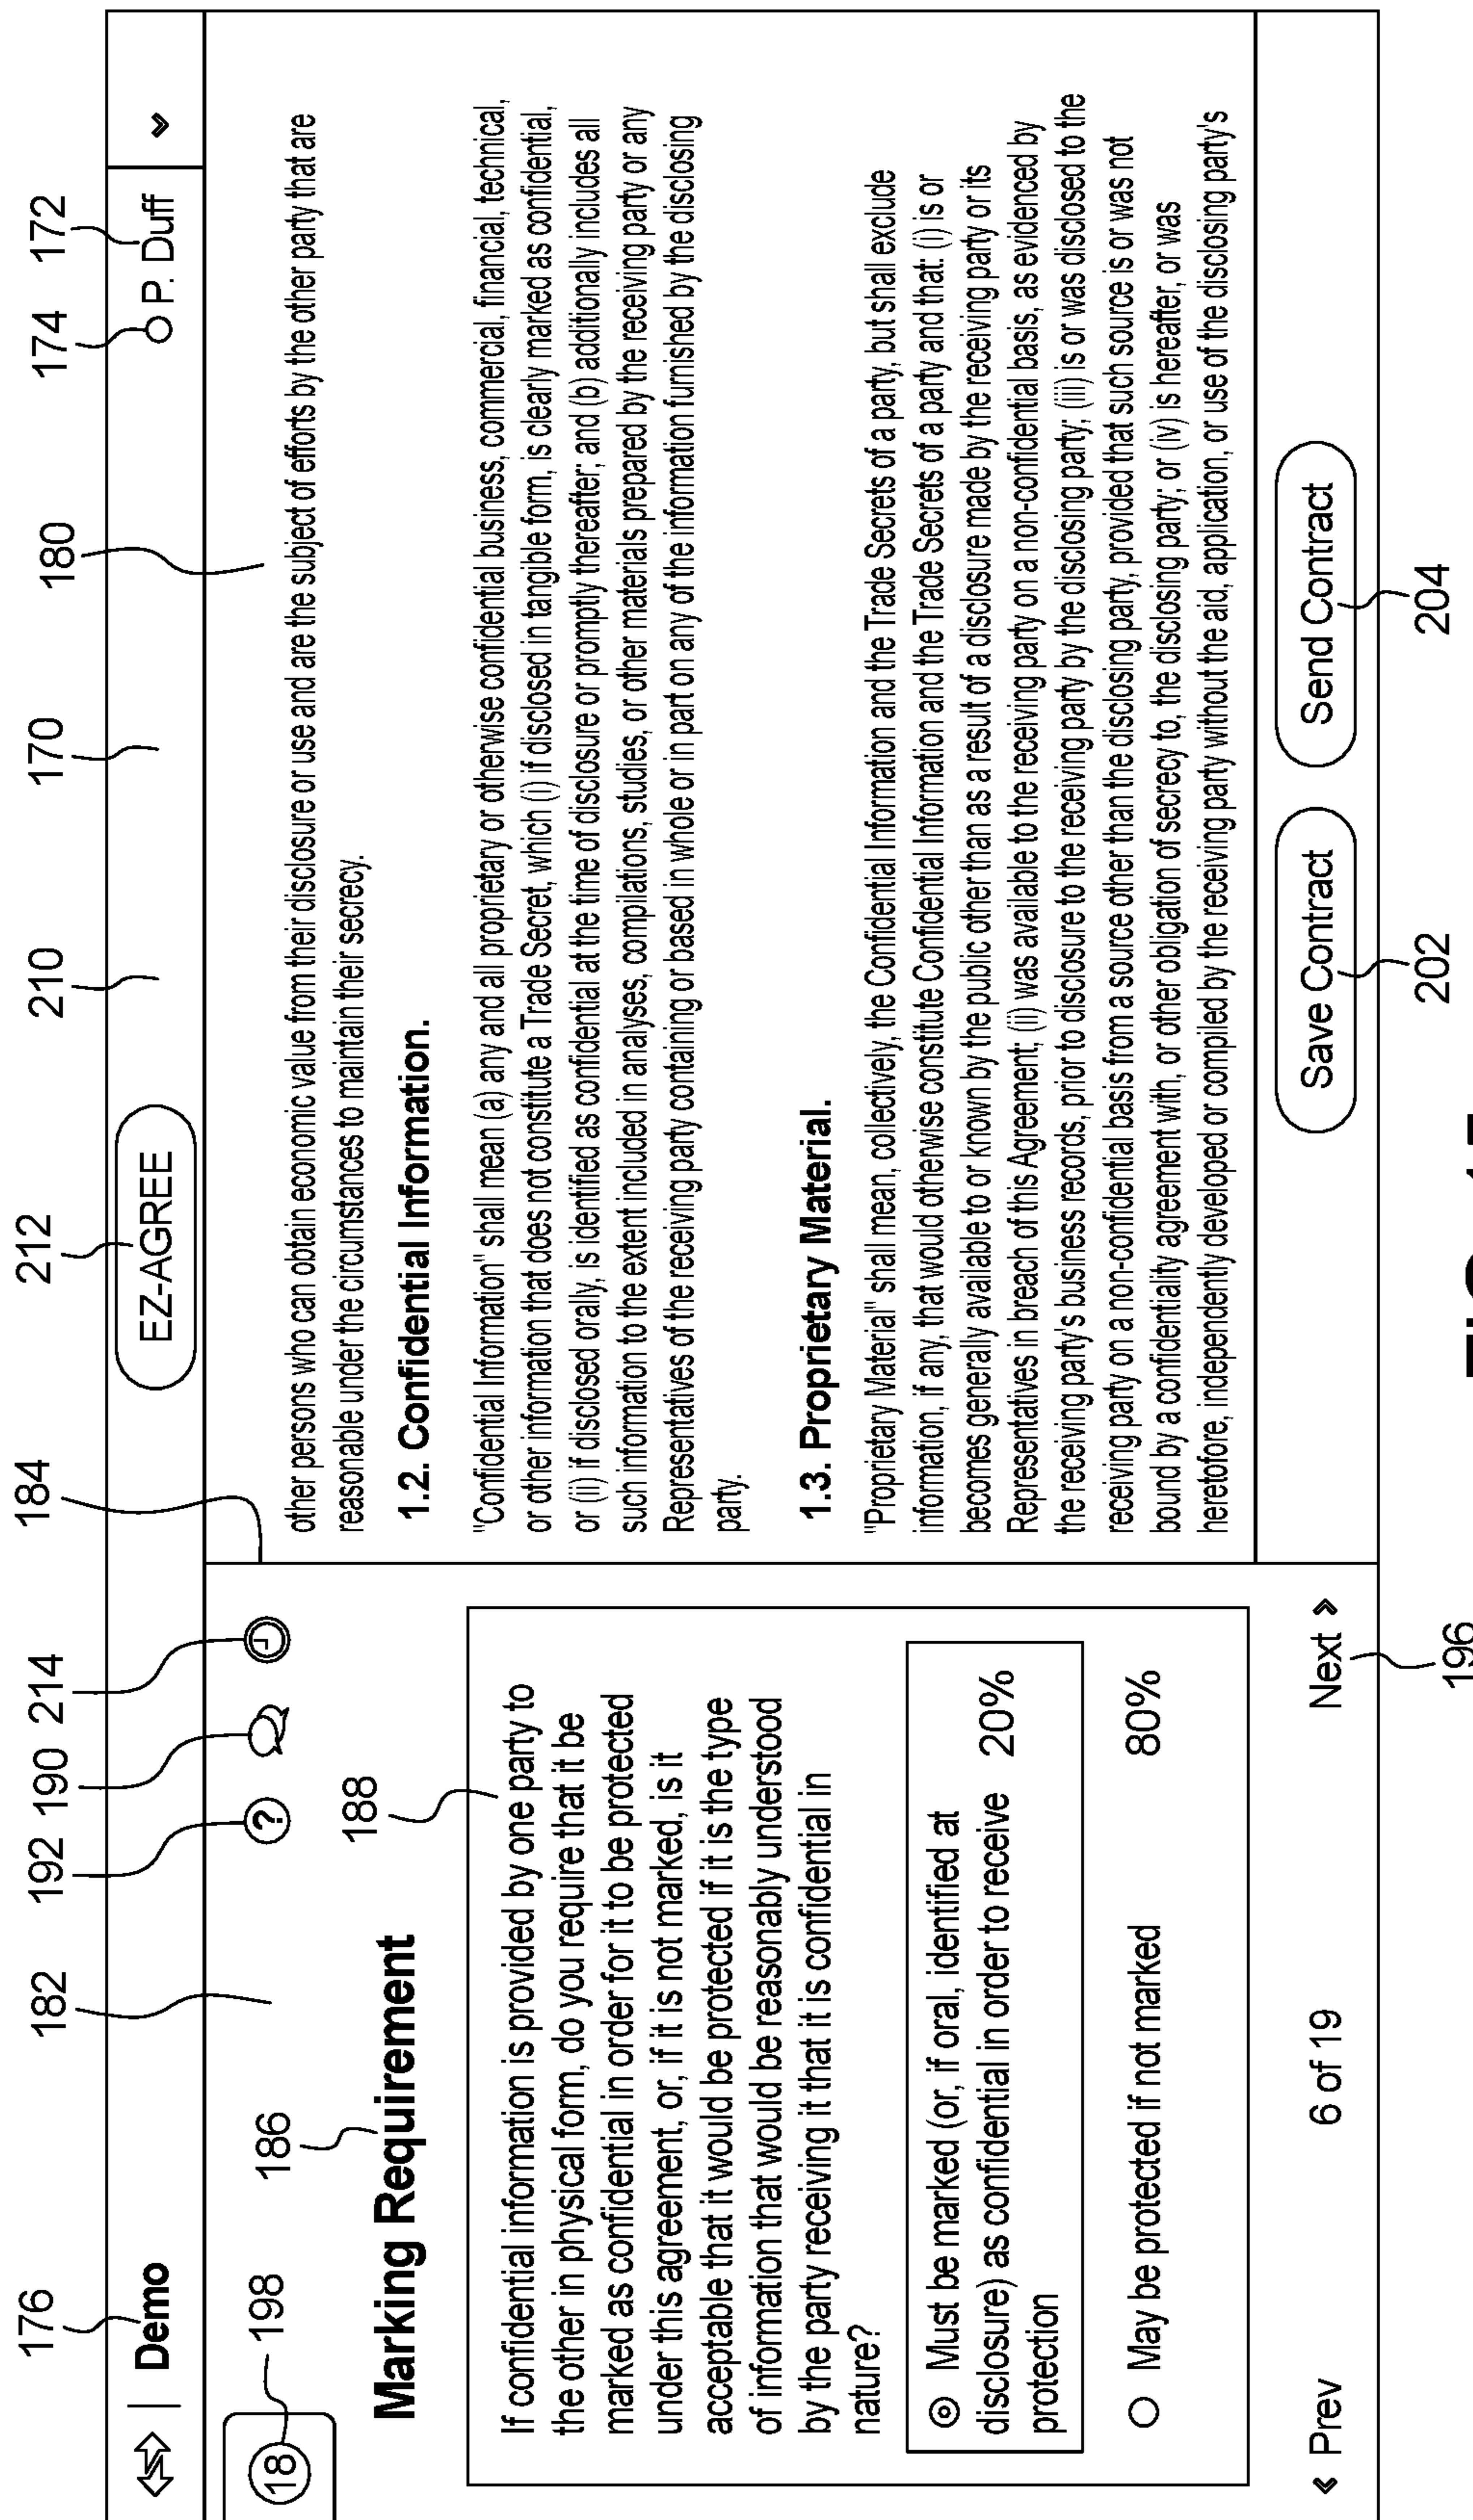 176 182 192 190 214 184 212 210 170 180 174 172
Demo EZ-AGREE P. Duff
18 198 186 188
?
Marking Requirement
If confidential information is provided by one party to
the other in physical form, do you require that it be
marked as confidential in order for it to be protected
under this agreement, or, if it is not marked, is it
acceptable that it would be protected if it is the type
of information that would be reasonably understood
by the party receiving it that it is confidential in
nature?
Must be marked (or, if oral, identified at
disclosure) as confidential in order to receive 20%
protection
May be protected if not marked 80%
« Prev 6 of 19 Next »
196
other persons who can obtain economic value from their disclosure or use and are the subject of efforts by the other party that are
reasonable under the circumstances to maintain their secrecy.
1.2. Confidential Information.
"Confidential Information" shall mean (a) any and all proprietary or otherwise confidential business, commercial, financial, technical,
or other information that does not constitute a Trade Secret, which (i) if disclosed in tangible form, is clearly marked as confidential,
or (ii) if disclosed orally, is identified as confidential at the time of disclosure or promptly thereafter; and (b) additionally includes all
such information to the extent included in analyses, compilations, studies, or other materials prepared by the receiving party or any
Representatives of the receiving party containing or based in whole or in part on any of the information furnished by the disclosing
party.
1.3. Proprietary Material.
"Proprietary Material" shall mean, collectively, the Confidential Information and the Trade Secrets of a party, but shall exclude
information, if any, that would otherwise constitute Confidential Information and the Trade Secrets of a party and that: (i) is or
becomes generally available to or known by the public other than as a result of a disclosure made by the receiving party or its
Representatives in breach of this Agreement; (ii) was available to the receiving party on a non-confidential basis, as evidenced by
the receiving party's business records, prior to disclosure to the receiving party by the disclosing party; (iii) is or was disclosed to the
receiving party on a non-confidential basis from a source other than the disclosing party, provided that such source is or was not
bound by a confidentiality agreement with, or other obligation of secrecy to, the disclosing party; or (iv) is hereafter, or was
heretofore, independently developed or compiled by the receiving party without the aid, application, or use of the disclosing party's
Save Contract Send Contract
202 204